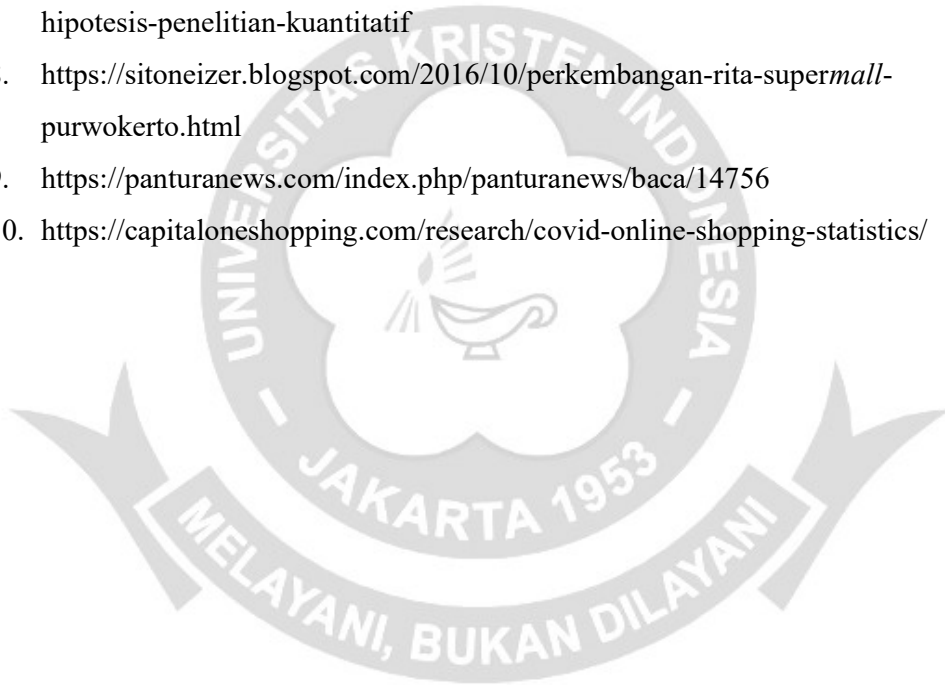 hipotesis-penelitian-kuantitatif
https://sitoneizer.blogspot.com/2016/10/perkembangan-rita-supermall-
purwokerto.html
https://panturanews.com/index.php/panturanews/baca/14756
0. https://capitaloneshopping.com/research/covid-online-shopping-statistics/
UNIVERSITAS KRISTEN INDONESIA
JAKARTA 1953
MELAYANI, BUKAN DILAYANI